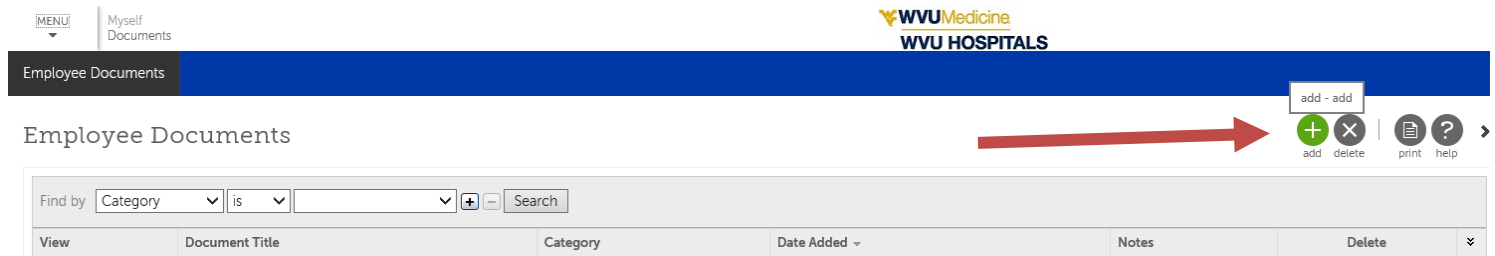 MENU
Myself
Documents
WVUMedicine
WVU HOSPITALS
Employee Documents
add - add
Employee Documents
add delete print help
Find by Category is Search
View Document Title Category Date Added Notes Delete